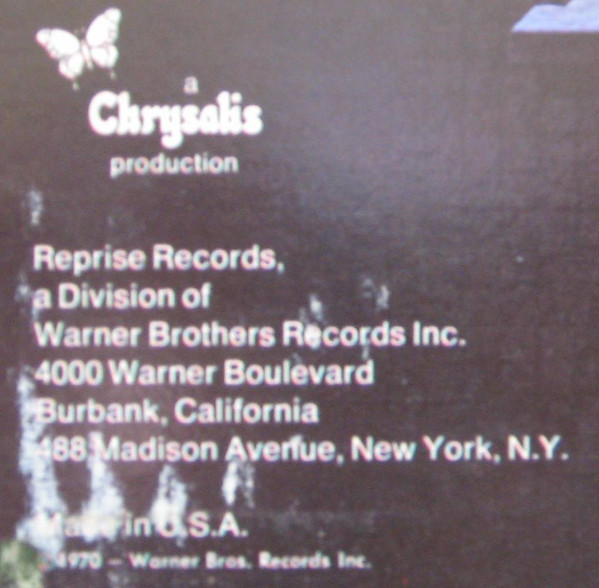 a
Chrysalis
production
Reprise Records,
a Division of
Warner Brothers Records Inc.
4000 Warner Boulevard
Burbank, California
488 Madison Avenue, New York, N.Y.
Made in U.S.A.
1970 – Warner Bros. Records Inc.